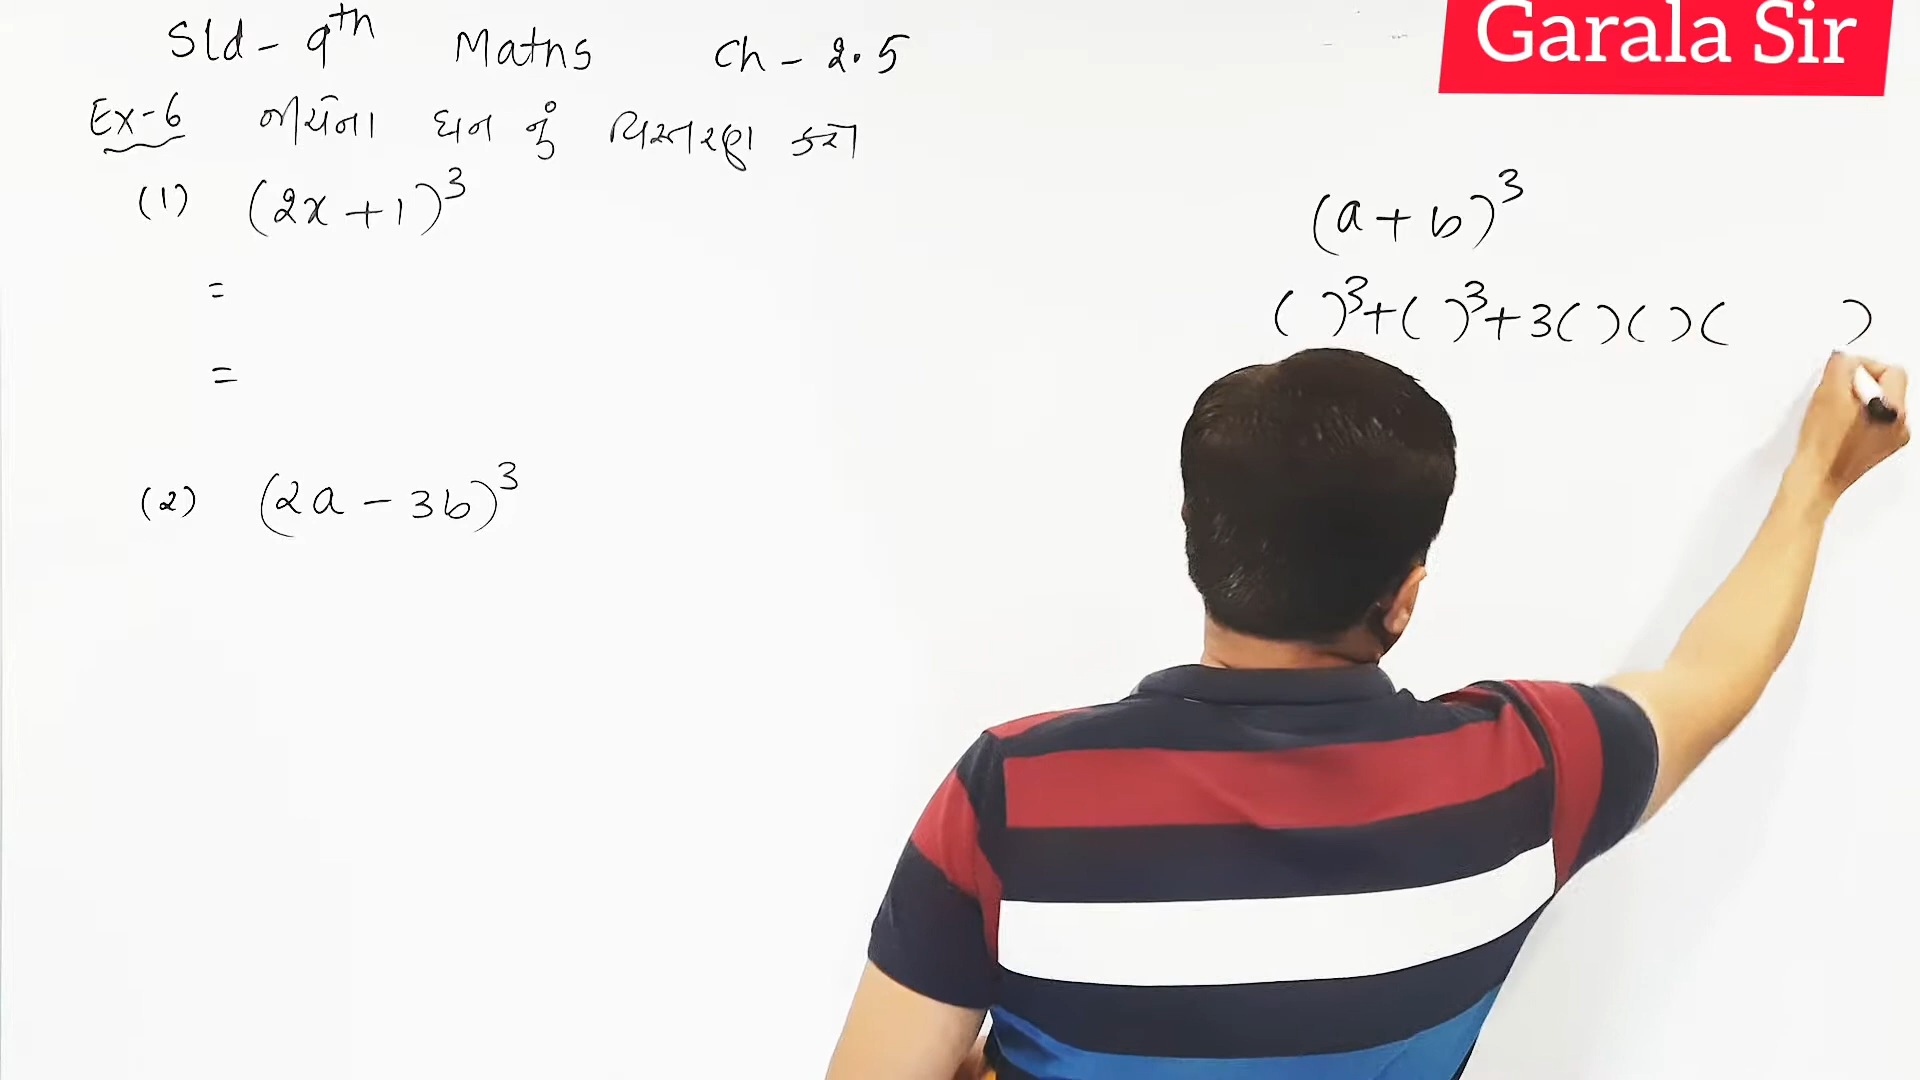 Std - 9th Maths Ch - 2.5
Garala Sir
Ex-6 નીચેના ઘન નું વિસ્તરણ કરો
(1) (2x + 1)³
=
=
(2) (2a - 3b)³
(a + b)³
( )³+( )³+3( )( )( )